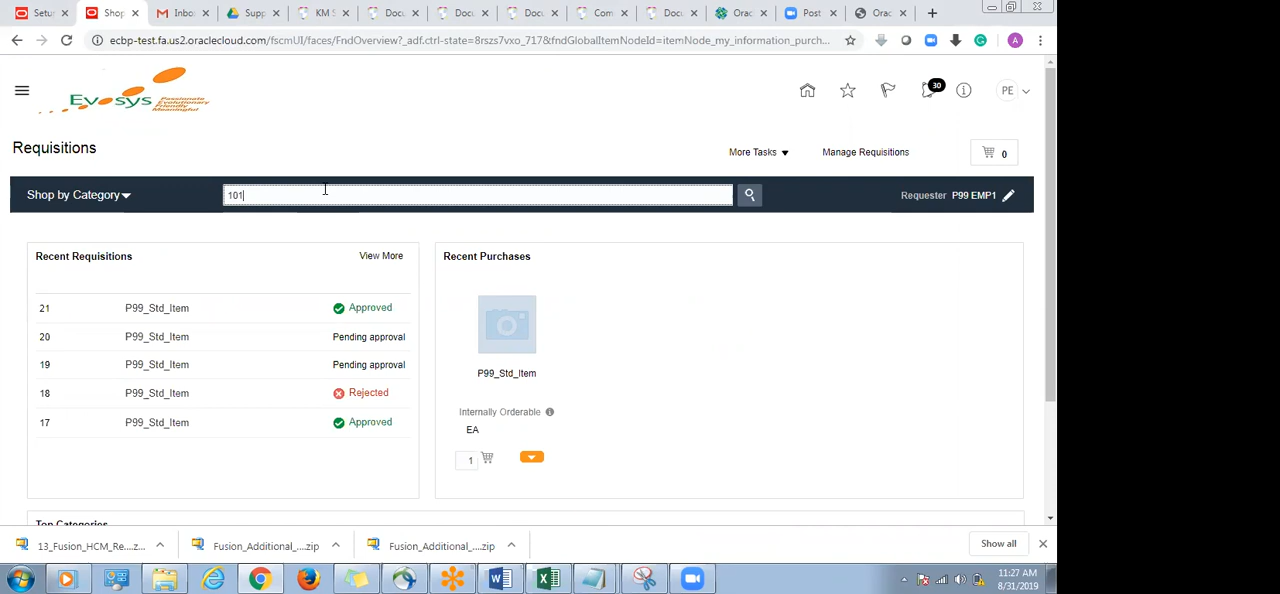 Setu
Shop
Inbo
Supp
KM S
Docu
Docu
Docu
Com
Docu
Orac
Post
Orac
ecbp-test.fa.us2.oraclecloud.com/fscmUI/faces/FndOverview?_adf.ctrl-state=8rszs7vxo_717&fndGlobalItemNodeId=itemNode_my_information_purch...
A
Evosys
Passionate
Evolutionary
Friendly
Meaningful
30
PE
Requisitions
More Tasks
Manage Requisitions
0
Shop by Category
101
Requester P99 EMP1
Recent Requisitions
View More
21 P99_Std_Item Approved
20 P99_Std_Item Pending approval
19 P99_Std_Item Pending approval
18 P99_Std_Item Rejected
17 P99_Std_Item Approved
Recent Purchases
P99_Std_Item
Internally Orderable
EA
1
Top Categories
13_Fusion_HCM_Re....z...
Fusion_Additional_....zip
Fusion_Additional_....zip
Show all
11:27 AM
8/31/2019